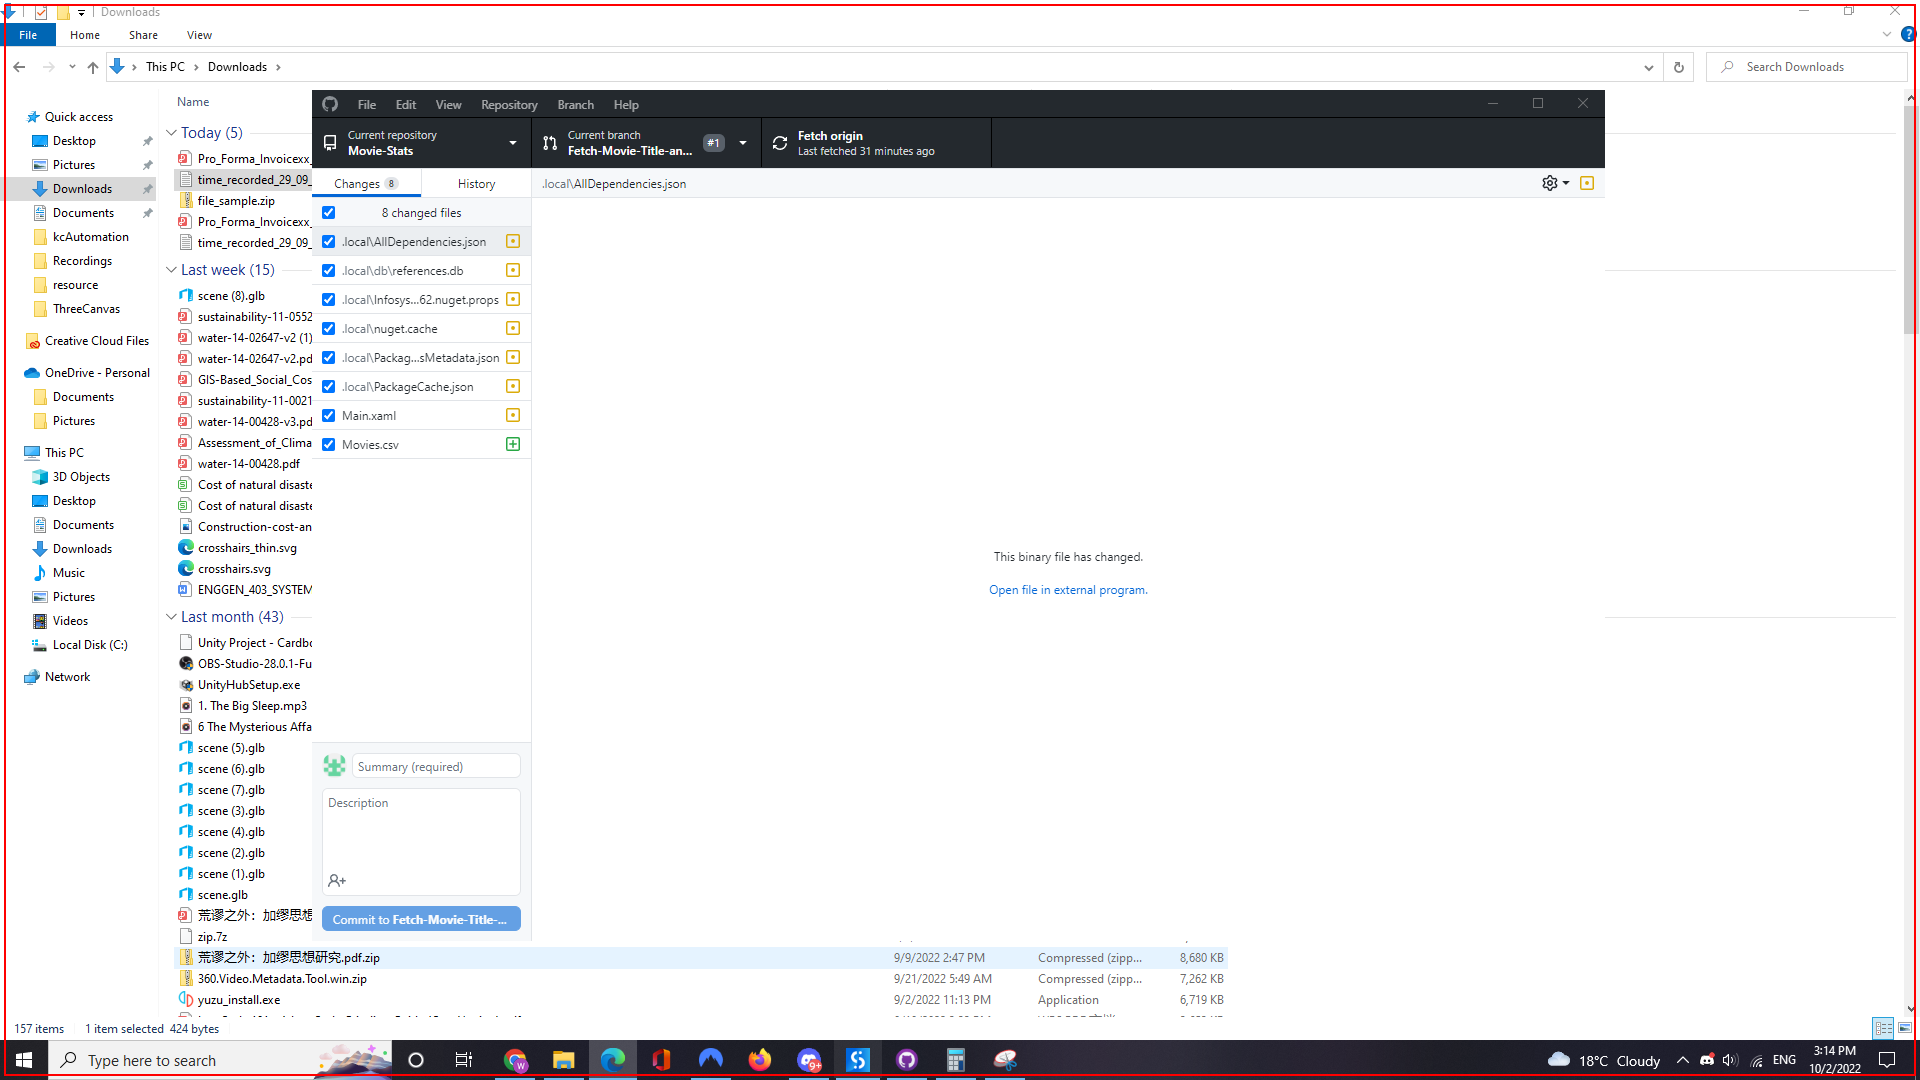 Downloads
File
Home
Share
View
This PC
Downloads
Search Downloads
Quick access
Desktop
Pictures
Downloads
Documents
kcAutomation
Recordings
resource
ThreeCanvas
Creative Cloud Files
OneDrive - Personal
Documents
Pictures
This PC
3D Objects
Desktop
Documents
Downloads
Music
Pictures
Videos
Local Disk (C:)
Network
Name
Today (5)
Pro_Forma_Invoicexx_
time_recorded_29_09_
file_sample.zip
Pro_Forma_Invoicexx_
time_recorded_29_09_
Last week (15)
scene (8).glb
sustainability-11-0552
water-14-02647-v2 (1)
water-14-02647-v2.pd
GIS-Based_Social_Cos
sustainability-11-0021
water-14-00428-v3.pd
Assessment_of_Clima
water-14-00428.pdf
Cost of natural disaste
Cost of natural disaste
Construction-cost-an
crosshairs_thin.svg
crosshairs.svg
ENGGEN_403_SYSTEM
Last month (43)
Unity Project - Cardbo
OBS-Studio-28.0.1-Fu
UnityHubSetup.exe
1. The Big Sleep.mp3
6 The Mysterious Affa
scene (5).glb
scene (6).glb
scene (7).glb
scene (3).glb
scene (4).glb
scene (2).glb
scene (1).glb
scene.glb
荒谬之外：加缪思想
zip.7z
荒谬之外：加缪思想研究.pdf.zip 9/9/2022 2:47 PM Compressed (zipp... 8,680 KB
360.Video.Metadata.Tool.win.zip 9/21/2022 5:49 AM Compressed (zipp... 7,262 KB
yuzu_install.exe 9/2/2022 11:13 PM Application 6,719 KB
File Edit View Repository Branch Help
Current repository
Movie-Stats
Current branch
Fetch-Movie-Title-an...
#1
Fetch origin
Last fetched 31 minutes ago
Changes 8
History
.local\AllDependencies.json
8 changed files
.local\AllDependencies.json
.local\db\references.db
.local\Infosys...62.nuget.props
.local\nuget.cache
.local\Packag...sMetadata.json
.local\PackageCache.json
Main.xaml
Movies.csv
This binary file has changed.
Open file in external program.
Summary (required)
Description
Commit to Fetch-Movie-Title-...
157 items
1 item selected 424 bytes
Type here to search
9+
18°C Cloudy
ENG
3:14 PM
10/2/2022